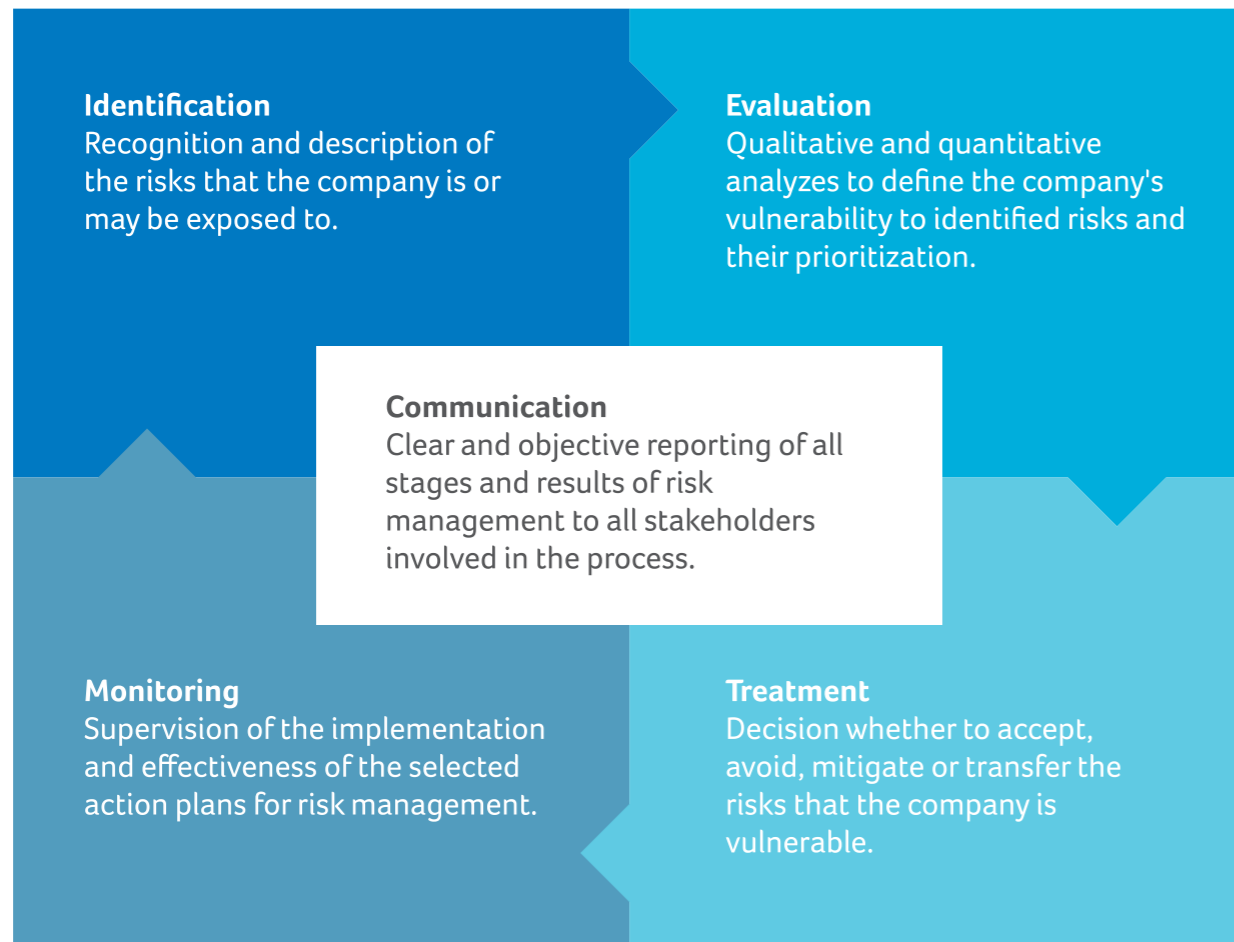 Identification
Recognition and description of
the risks that the company is or
may be exposed to.
Evaluation
Qualitative and quantitative
analyzes to define the company's
vulnerability to identified risks and
their prioritization.
Communication
Clear and objective reporting of all
stages and results of risk
management to all stakeholders
involved in the process.
Monitoring
Supervision of the implementation
and effectiveness of the selected
action plans for risk management.
Treatment
Decision whether to accept,
avoid, mitigate or transfer the
risks that the company is
vulnerable.